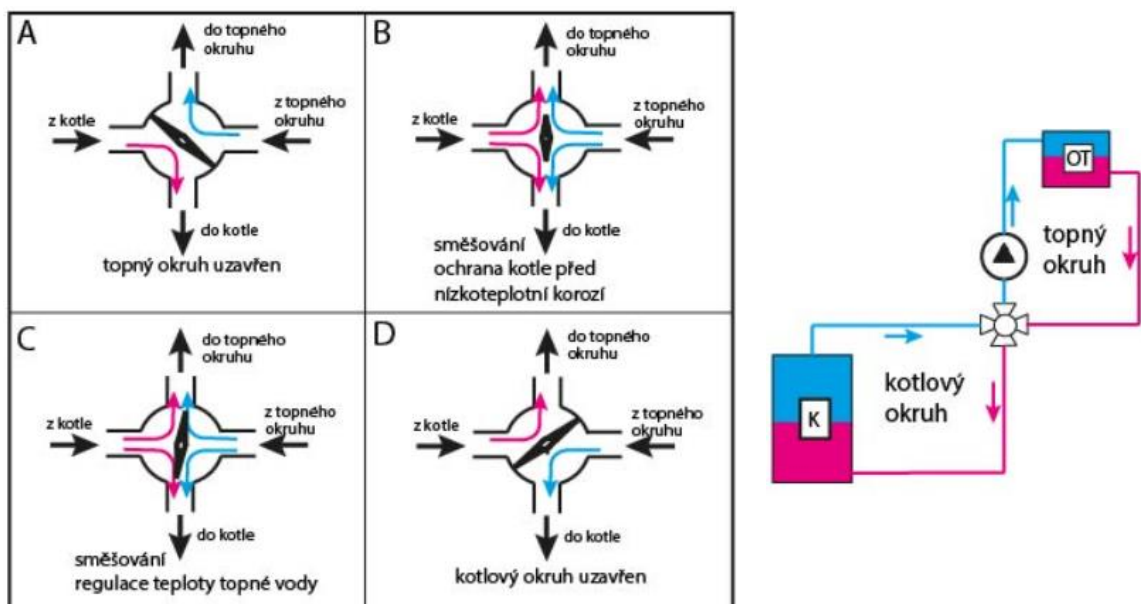 A
do topného
okruhu
z kotle
z topného
okruhu
do kotle
topný okruh uzavřen
B
do topného
okruhu
z kotle
z topného
okruhu
do kotle
směšování
ochrana kotle před
nízkoteplotní korozí
C
do topného
okruhu
z kotle
z topného
okruhu
do kotle
směšování
regulace teploty topné vody
D
do topného
okruhu
z kotle
z topného
okruhu
do kotle
kotlový okruh uzavřen
OT
topný
okruh
kotlový
okruh
K